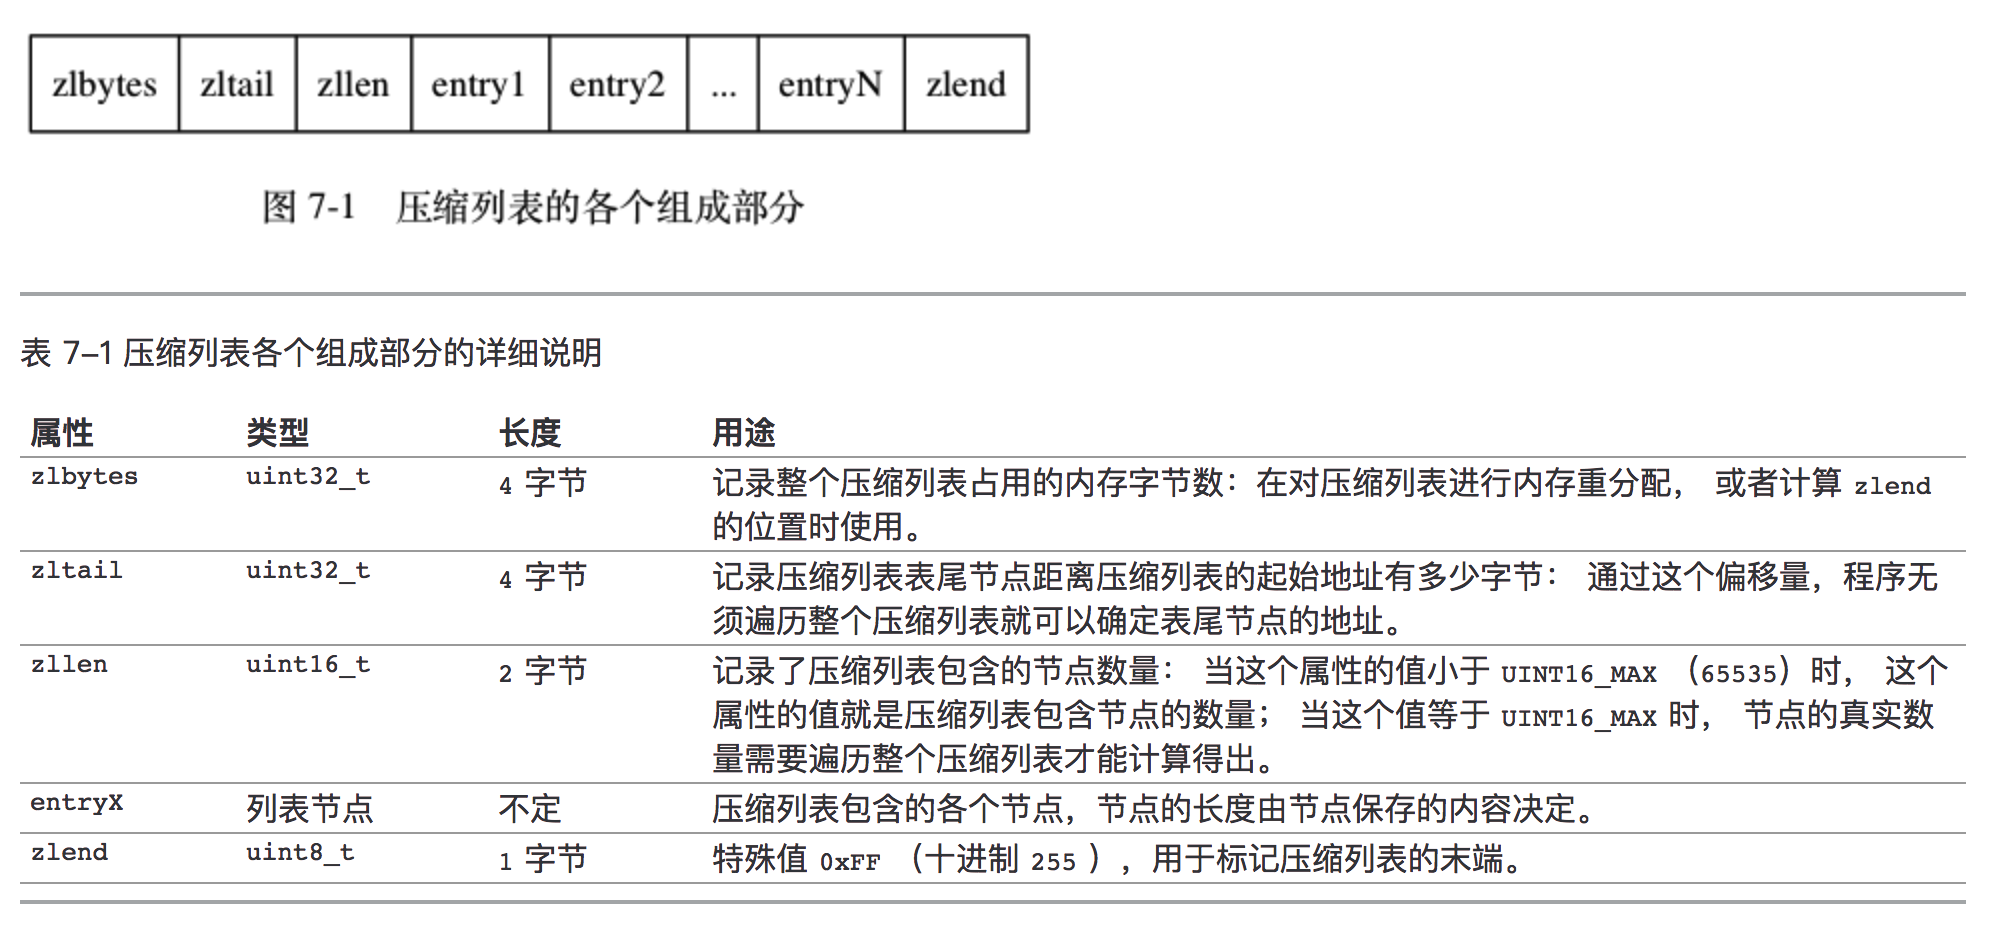 zlbytes zltail zllen entry1 entry2 ... entryN zlend
图 7-1 压缩列表的各个组成部分
表 7–1 压缩列表各个组成部分的详细说明
属性 类型 长度 用途
zlbytes uint32_t 4 字节 记录整个压缩列表占用的内存字节数：在对压缩列表进行内存重分配， 或者计算 zlend
的位置时使用。
zltail uint32_t 4 字节 记录压缩列表表尾节点距离压缩列表的起始地址有多少字节： 通过这个偏移量，程序无
须遍历整个压缩列表就可以确定表尾节点的地址。
zllen uint16_t 2 字节 记录了压缩列表包含的节点数量： 当这个属性的值小于 UINT16_MAX （65535）时， 这个
属性的值就是压缩列表包含节点的数量； 当这个值等于 UINT16_MAX 时， 节点的真实数
量需要遍历整个压缩列表才能计算得出。
entryX 列表节点 不定 压缩列表包含的各个节点，节点的长度由节点保存的内容决定。
zlend uint8_t 1 字节 特殊值 0xFF （十进制 255 ），用于标记压缩列表的末端。